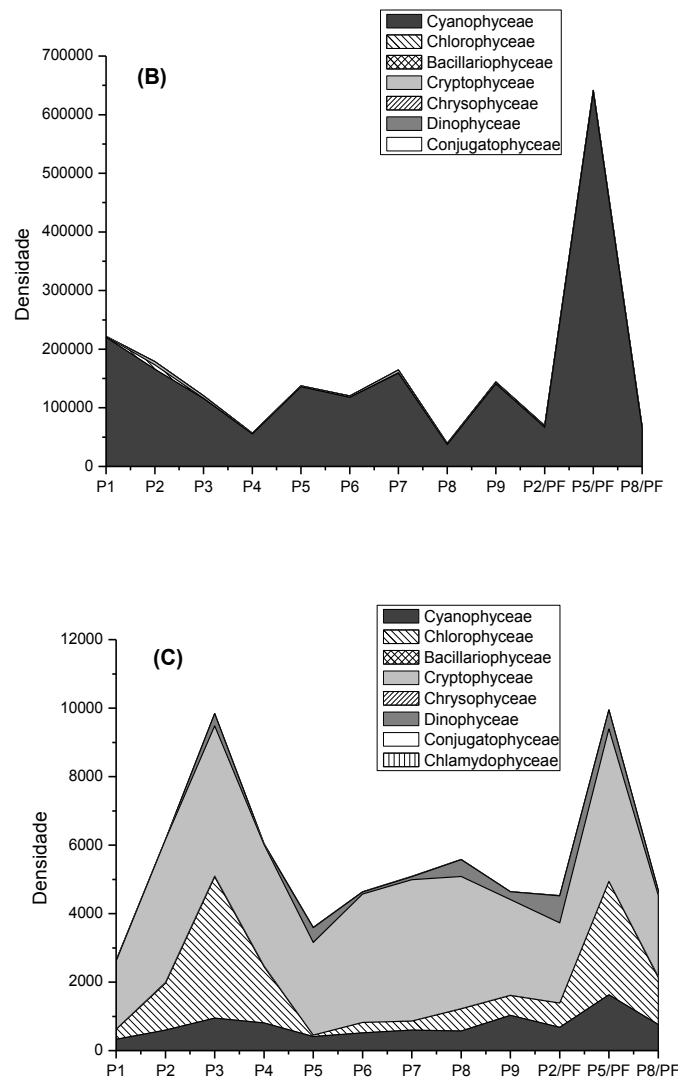 Cyanophyceae
Chlorophyceae
Bacillariophyceae
Cryptophyceae
Chrysophyceae
Dinophyceae
Conjugatophyceae
(B)
Densidade
700000
600000
500000
400000
300000
200000
100000
0
P1 P2 P3 P4 P5 P6 P7 P8 P9 P2/PF P5/PF P8/PF
Cyanophyceae
Chlorophyceae
Bacillariophyceae
Cryptophyceae
Chrysophyceae
Dinophyceae
Conjugatophyceae
Chlamydophyceae
(C)
Densidade
12000
10000
8000
6000
4000
2000
0
P1 P2 P3 P4 P5 P6 P7 P8 P9 P2/PF P5/PF P8/PF